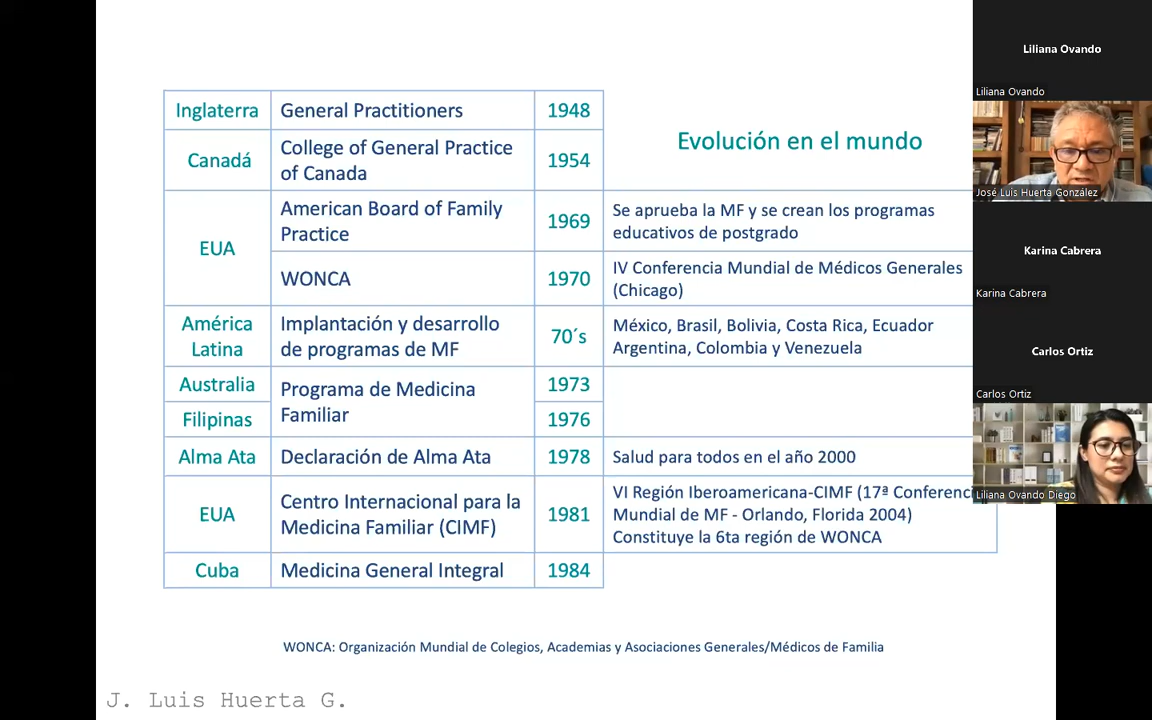 Inglaterra General Practitioners 1948
Evolución en el mundo
Canadá College of General Practice
of Canada 1954
EUA
American Board of Family
Practice 1969
Se aprueba la MF y se crean los programas
educativos de postgrado
WONCA 1970
IV Conferencia Mundial de Médicos Generales
(Chicago)
América
Latina
Implantación y desarrollo
de programas de MF
70´s
México, Brasil, Bolivia, Costa Rica, Ecuador
Argentina, Colombia y Venezuela
Australia
Filipinas
Programa de Medicina
Familiar
1973
1976
Alma Ata Declaración de Alma Ata 1978 Salud para todos en el año 2000
EUA
Centro Internacional para la
Medicina Familiar (CIMF)
1981
VI Región Iberoamericana-CIMF (17ª Conferenci
Mundial de MF - Orlando, Florida 2004)
Constituye la 6ta región de WONCA
Cuba Medicina General Integral 1984
WONCA: Organización Mundial de Colegios, Academias y Asociaciones Generales/Médicos de Familia
J. Luis Huerta G.
Liliana Ovando
Liliana Ovando
José Luis Huerta González
Karina Cabrera
Karina Cabrera
Carlos Ortiz
Carlos Ortiz
Liliana Ovando Diego